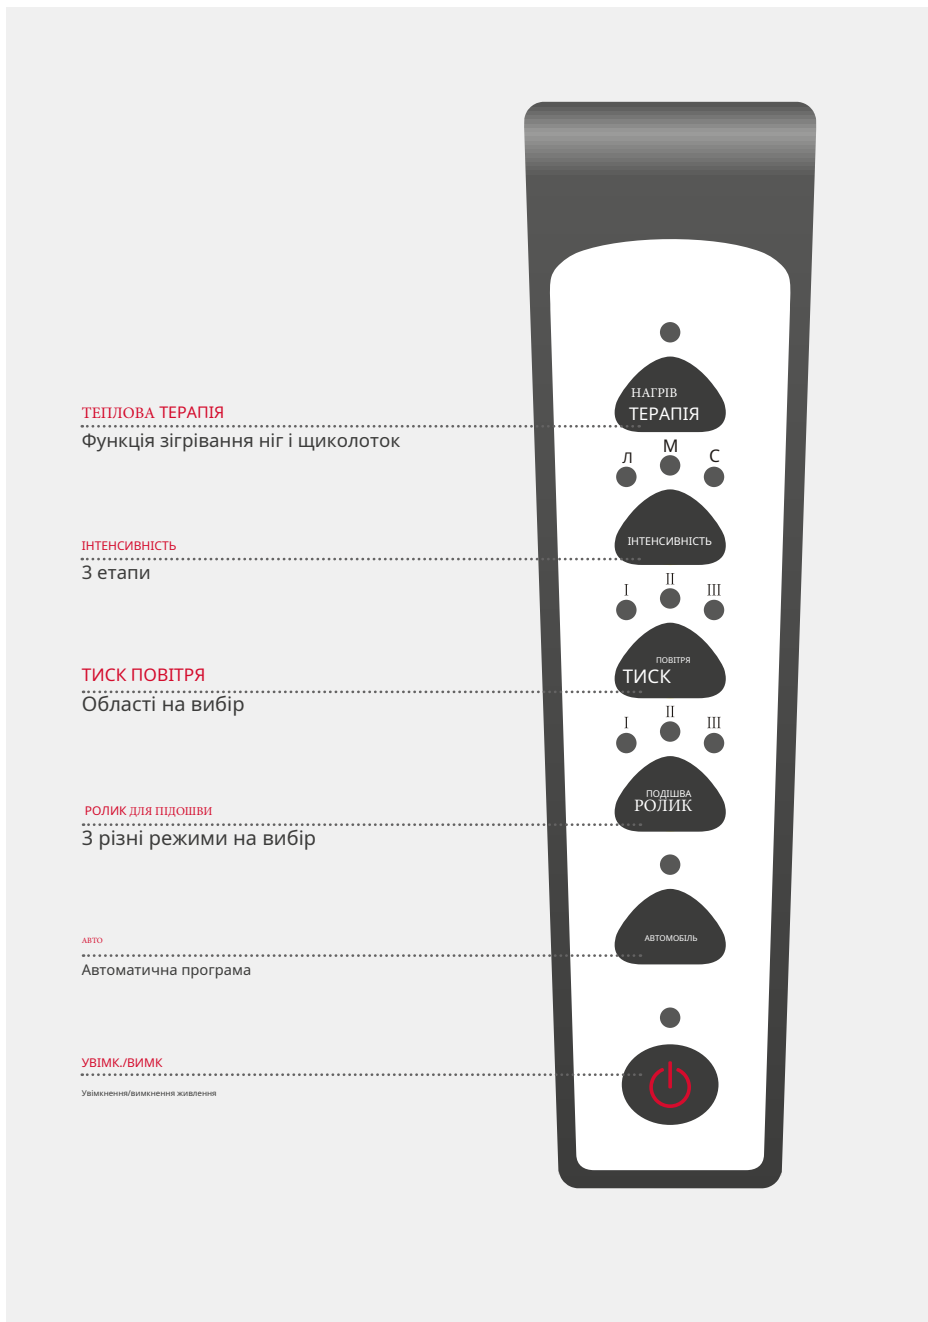 НАГРІВ
ТЕРАПІЯ
ТЕПЛОВА ТЕРАПІЯ
Функція зігрівання ніг і щиколоток
Л М С
ІНТЕНСИВНІСТЬ
ІНТЕНСИВНІСТЬ
3 етапи
I II III
ПОВІТРЯ
ТИСК
ТИСК ПОВІТРЯ
Області на вибір
I II III
ПОДІШВА
РОЛИК
РОЛИК ДЛЯ ПІДОШВИ
3 різні режими на вибір
АВТО
АВТОМОБІЛЬ
Автоматична програма
УВІМК./ВИМК
Увімкнення/вимкнення живлення